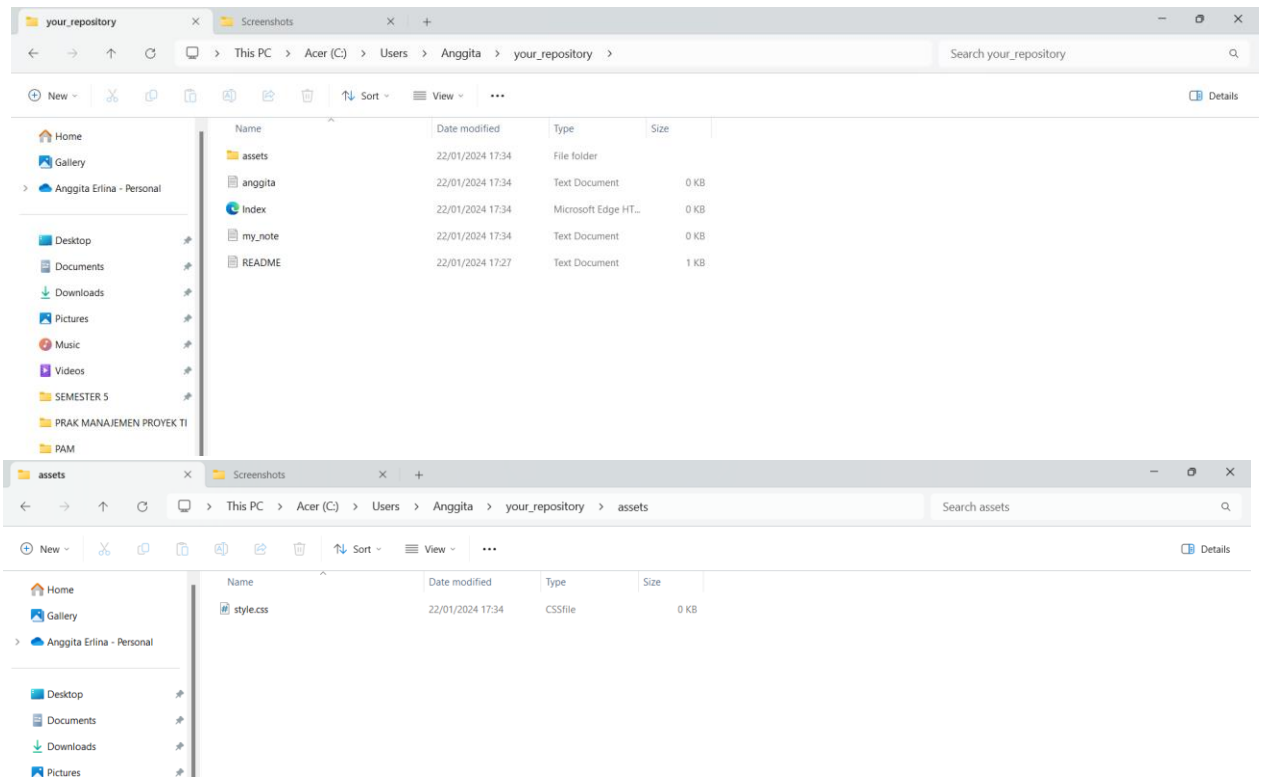 your_repository
Screenshots
This PC > Acer (C:) > Users > Anggita > your_repository >
Search your_repository
New
Sort
View
Details
Home
Gallery
Anggita Erlina - Personal
Desktop
Documents
Downloads
Pictures
Music
Videos
SEMESTER 5
PRAK MANAJEMEN PROYEK TI
PAM
Name Date modified Type Size
assets 22/01/2024 17:34 File folder
anggita 22/01/2024 17:34 Text Document 0 KB
Index 22/01/2024 17:34 Microsoft Edge HT... 0 KB
my_note 22/01/2024 17:34 Text Document 0 KB
README 22/01/2024 17:27 Text Document 1 KB
assets
Screenshots
This PC > Acer (C:) > Users > Anggita > your_repository > assets
Search assets
New
Sort
View
Details
Home
Gallery
Anggita Erlina - Personal
Desktop
Documents
Downloads
Pictures
Name Date modified Type Size
style.css 22/01/2024 17:34 CSSfile 0 KB